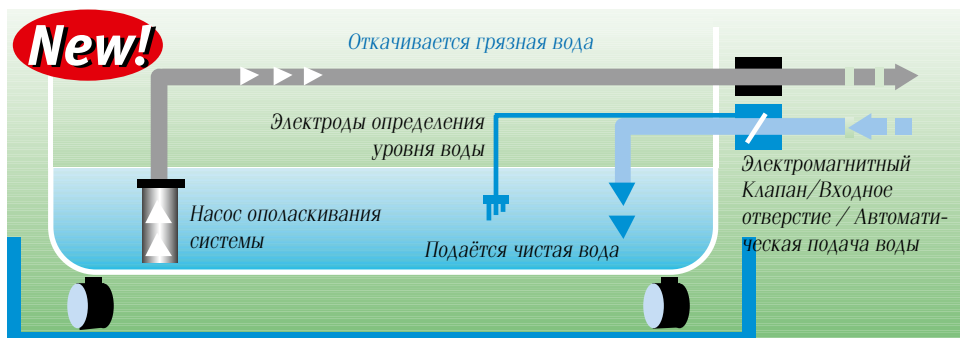 New!
Откачивается грязная вода
Электроды определения
уровня воды
Электромагнитный
Клапан/Входное
отверстие / Автомати-
ческая подача воды
Насос ополаскивания
системы
Подаётся чистая вода